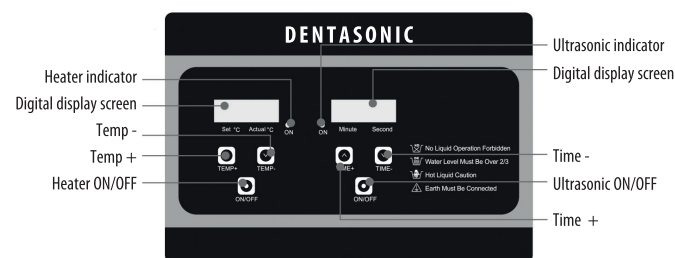 DENTASONIC
Heater indicator
Digital display screen
Temp -
Temp +
Heater ON/OFF
Ultrasonic indicator
Digital display screen
Time -
Ultrasonic ON/OFF
Time +
Set °C Actual °C ON
ON Minute Second
TEMP+ TEMP-
TIME+ TIME-
ON/OFF ON/OFF
No Liquid Operation Forbidden
Water Level Must Be Over 2/3
Hot Liquid Caution
Earth Must Be Connected